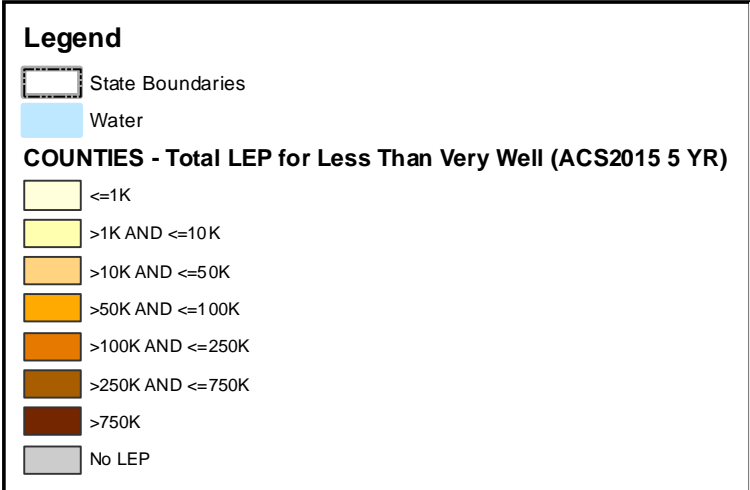 Legend
State Boundaries
Water
COUNTIES - Total LEP for Less Than Very Well (ACS2015 5 YR)
<=1K
>1K AND <=10K
>10K AND <=50K
>50K AND <=100K
>100K AND <=250K
>250K AND <=750K
>750K
No LEP